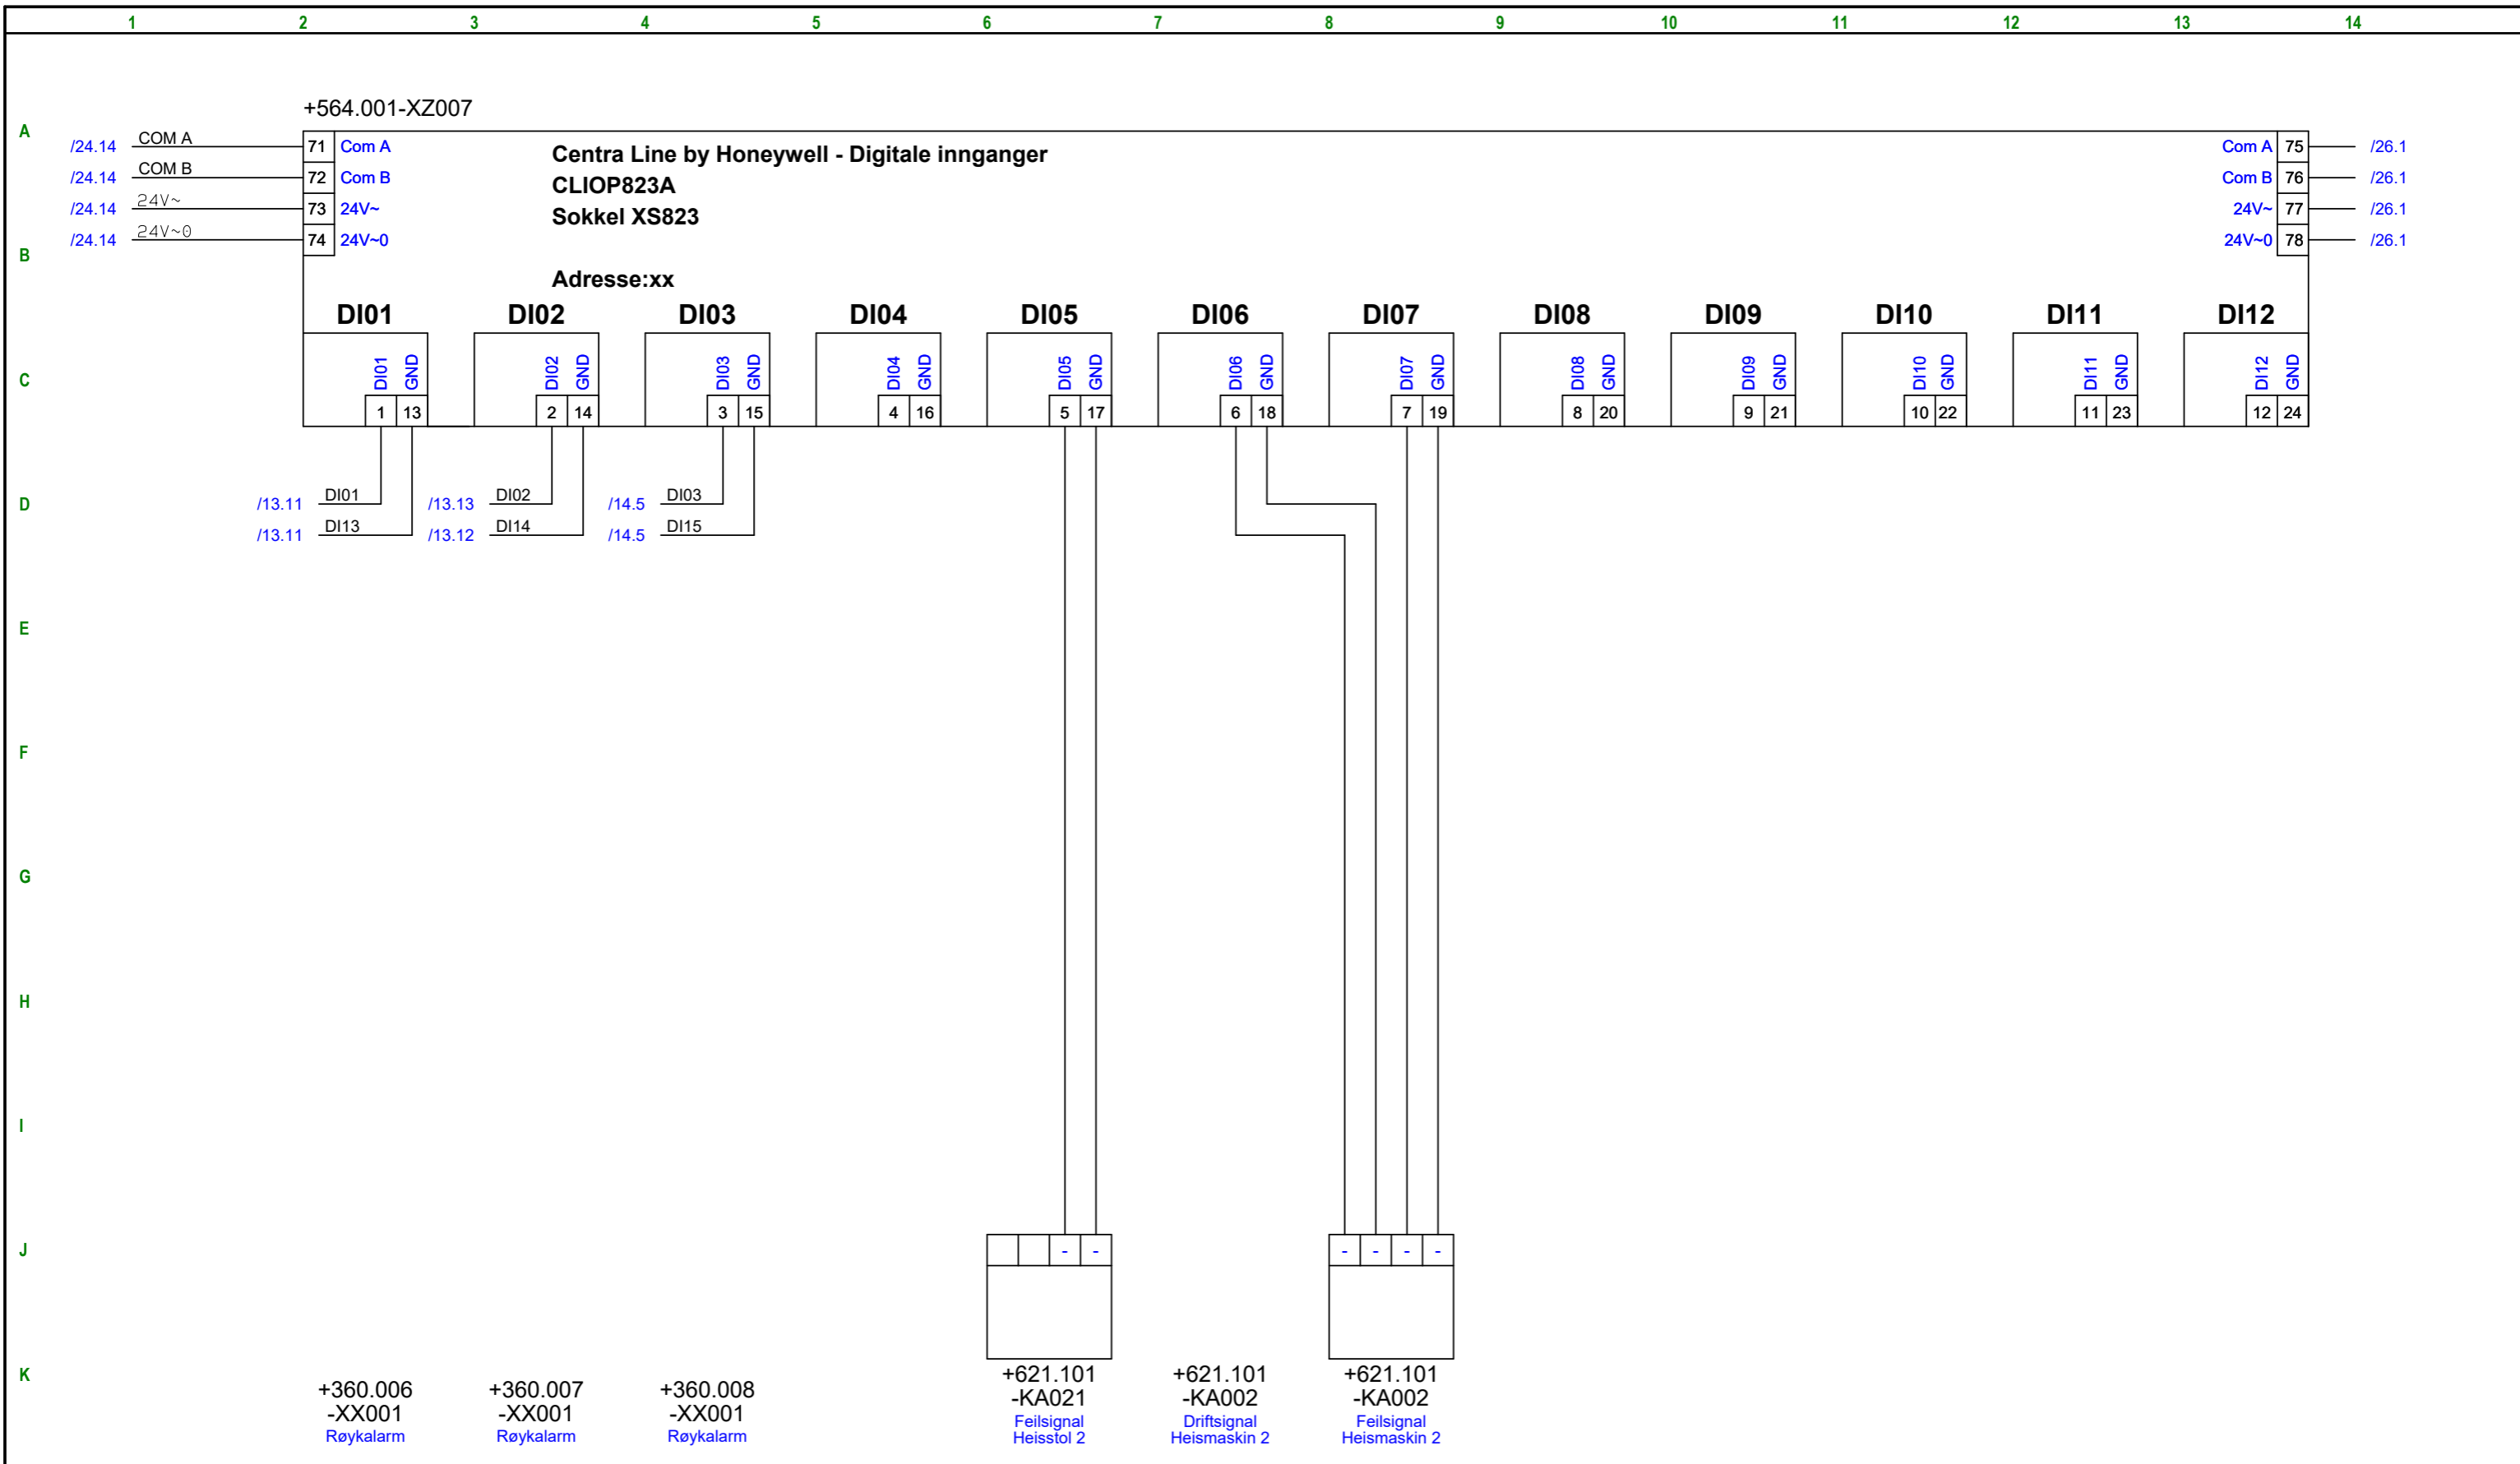 1 2 3 4 5 6 7 8 9 10 11 12 13 14
+564.001-XZ007
A
/24.14 COM A 71 Com A
Centra Line by Honeywell - Digitale innganger
Com A 75 /26.1
/24.14 COM B 72 Com B
CLIOP823A
Com B 76 /26.1
/24.14 24V~ 73 24V~
Sokkel XS823
24V~ 77 /26.1
/24.14 24V~0 74 24V~0
24V~0 78 /26.1
B
Adresse:xx
DI01 DI02 DI03 DI04 DI05 DI06 DI07 DI08 DI09 DI10 DI11 DI12
C
DI01 GND DI02 GND DI03 GND DI04 GND DI05 GND DI06 GND DI07 GND DI08 GND DI09 GND DI10 GND DI11 GND DI12 GND
1 13 2 14 3 15 4 16 5 17 6 18 7 19 8 20 9 21 10 22 11 23 12 24
D
/13.11 DI01 /13.13 DI02 /14.5 DI03
/13.11 DI13 /13.12 DI14 /14.5 DI15
E
F
G
H
I
J
- - - - - -
K
+360.006
-XX001
Røykalarm
+360.007
-XX001
Røykalarm
+360.008
-XX001
Røykalarm
+621.101
-KA021
Feilsignal
Heisstol 2
+621.101
-KA002
Driftsignal
Heismaskin 2
+621.101
-KA002
Feilsignal
Heismaskin 2